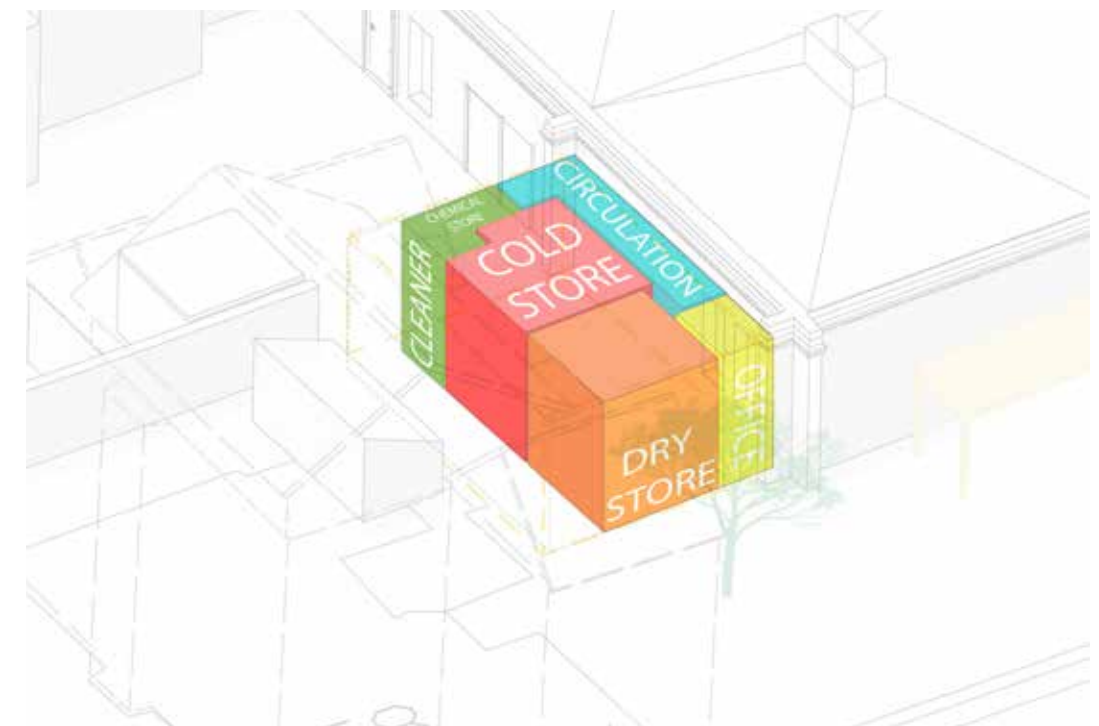 CHEMICAL
STORE
CIRCULATION
CLEANER
COLD
STORE
DRY
STORE
OFFICE